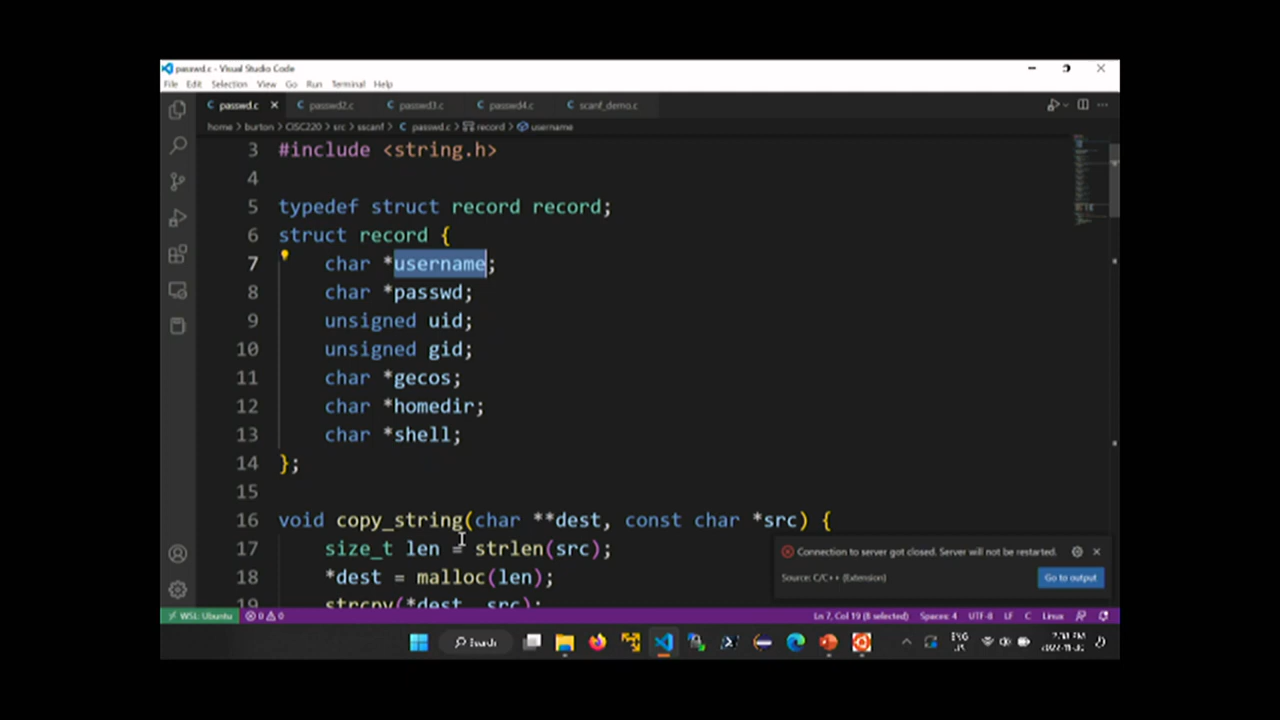 passwd.c - Visual Studio Code
File Edit Selection View Go Run Terminal Help
passwd.c passwd2.c passwd3.c passwd4.c scanf_demo.c
home > burton > CISC220 > src > sscanf > C passwd.c > record > username
3 #include <string.h>
4
5 typedef struct record record;
6 struct record {
7 char *username;
8 char *passwd;
9 unsigned uid;
10 unsigned gid;
11 char *gecos;
12 char *homedir;
13 char *shell;
14 };
15
16 void copy_string(char **dest, const char *src) {
17 size_t len = strlen(src);
18 *dest = malloc(len);
19 strcpy(*dest, src);
Connection to server got closed. Server will not be restarted.
Source: C/C++ (Extension)
Go to output
WSL: Ubuntu 0 0 Ln 7, Col 19 (8 selected) Spaces: 4 UTF-8 LF C Linux
Search ENG